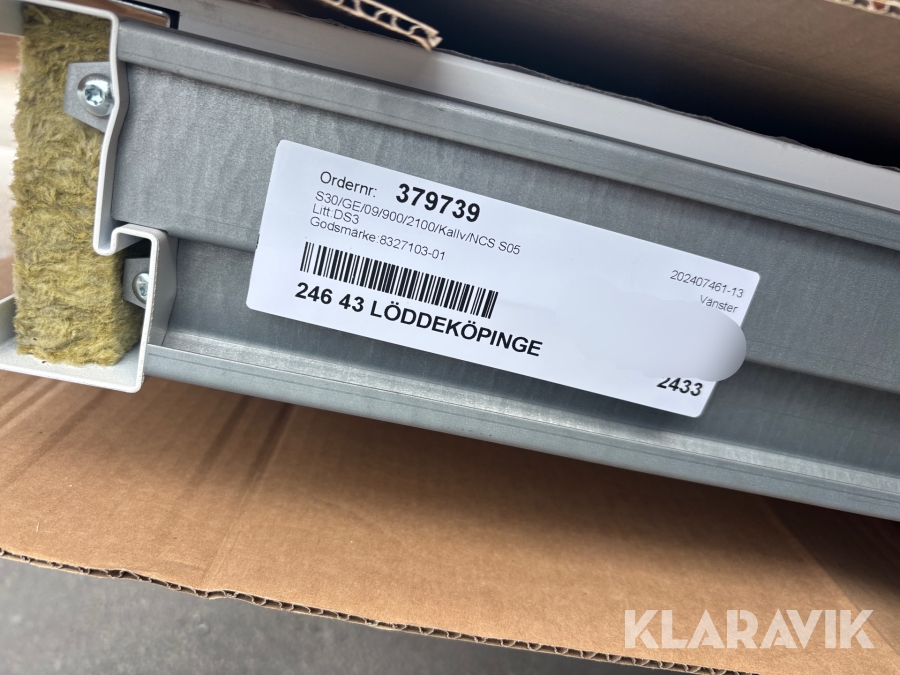 Ordernr: 379739
S30/GE/09/900/2100/Kallv/NCS S05
Litt:DS3
Godsmärke:8327103-01
202407461-13
Vänster
246 43 LÖDDEKÖPINGE
2433
KLARAVIK